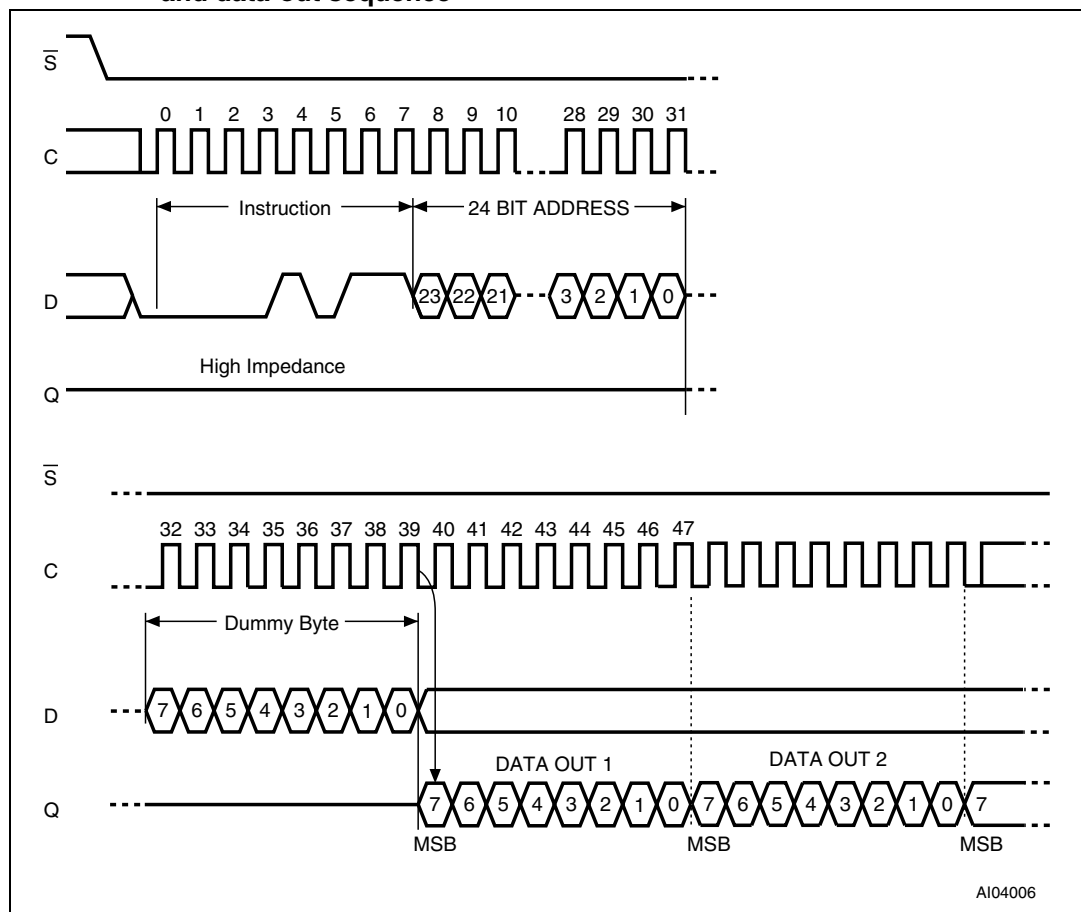 and data-out sequence
S
0 1 2 3 4 5 6 7 8 9 10 28 29 30 31
C
Instruction 24 BIT ADDRESS
D 23 22 21 3 2 1 0
High Impedance
Q
S
32 33 34 35 36 37 38 39 40 41 42 43 44 45 46 47
C
Dummy Byte
D 7 6 5 4 3 2 1 0
DATA OUT 1 DATA OUT 2
Q 7 6 5 4 3 2 1 0 7 6 5 4 3 2 1 0 7
MSB MSB MSB
AI04006